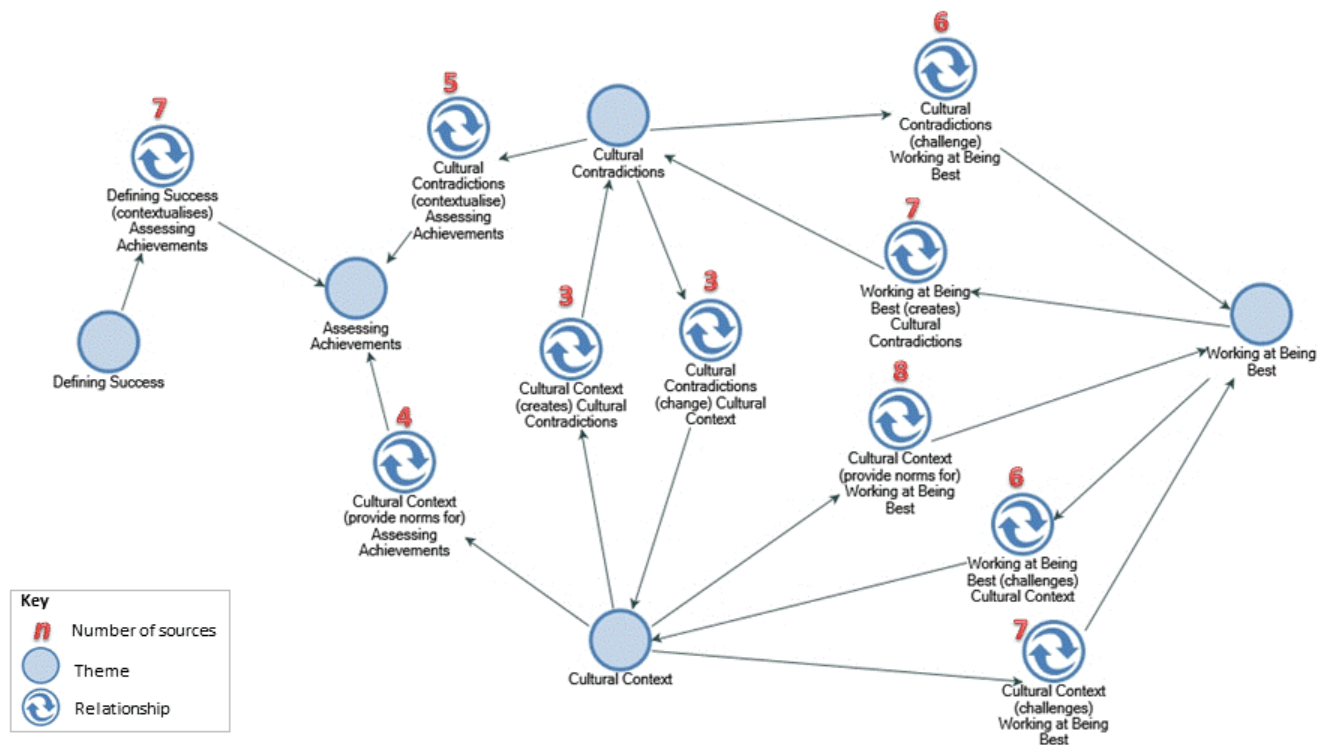 6
Cultural
Contradictions
(challenge)
Working at Being
Best
5
Cultural
Contradictions
(contextualise)
Assessing
Achievements
7
Defining Success
(contextualises)
Assessing
Achievements
Cultural
Contradictions
7
Working at Being
Best (creates)
Cultural
Contradictions
3
Cultural Context
(creates) Cultural
Contradictions
3
Cultural
Contradictions
(change) Cultural
Context
Assessing
Achievements
Defining Success
Working at Being
Best
8
Cultural Context
(provide norms for)
Working at Being
Best
4
Cultural Context
(provide norms for)
Assessing
Achievements
6
Working at Being
Best (challenges)
Cultural Context
7
Cultural Context
(challenges)
Working at Being
Best
Cultural Context
Key
n Number of sources
Theme
Relationship